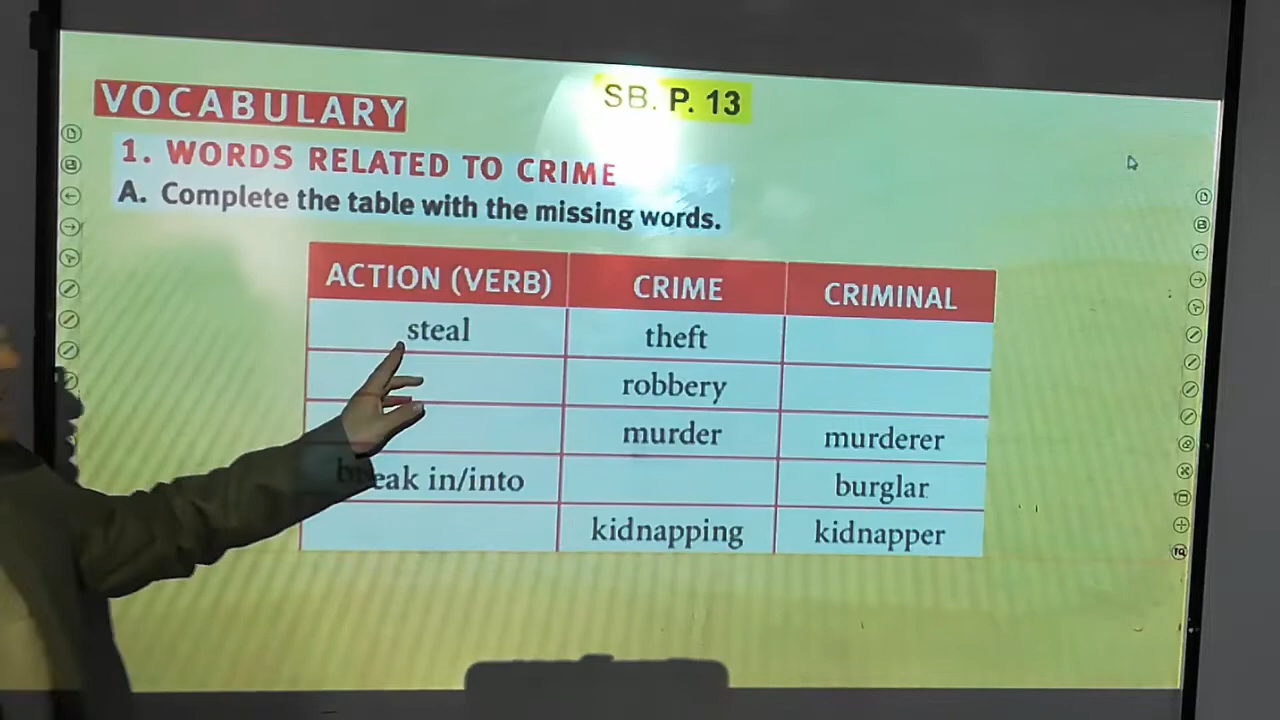 VOCABULARY
SB. P. 13
1. WORDS RELATED TO CRIME
A. Complete the table with the missing words.
ACTION (VERB) CRIME CRIMINAL
steal theft
robbery
murder murderer
break in/into burglar
kidnapping kidnapper